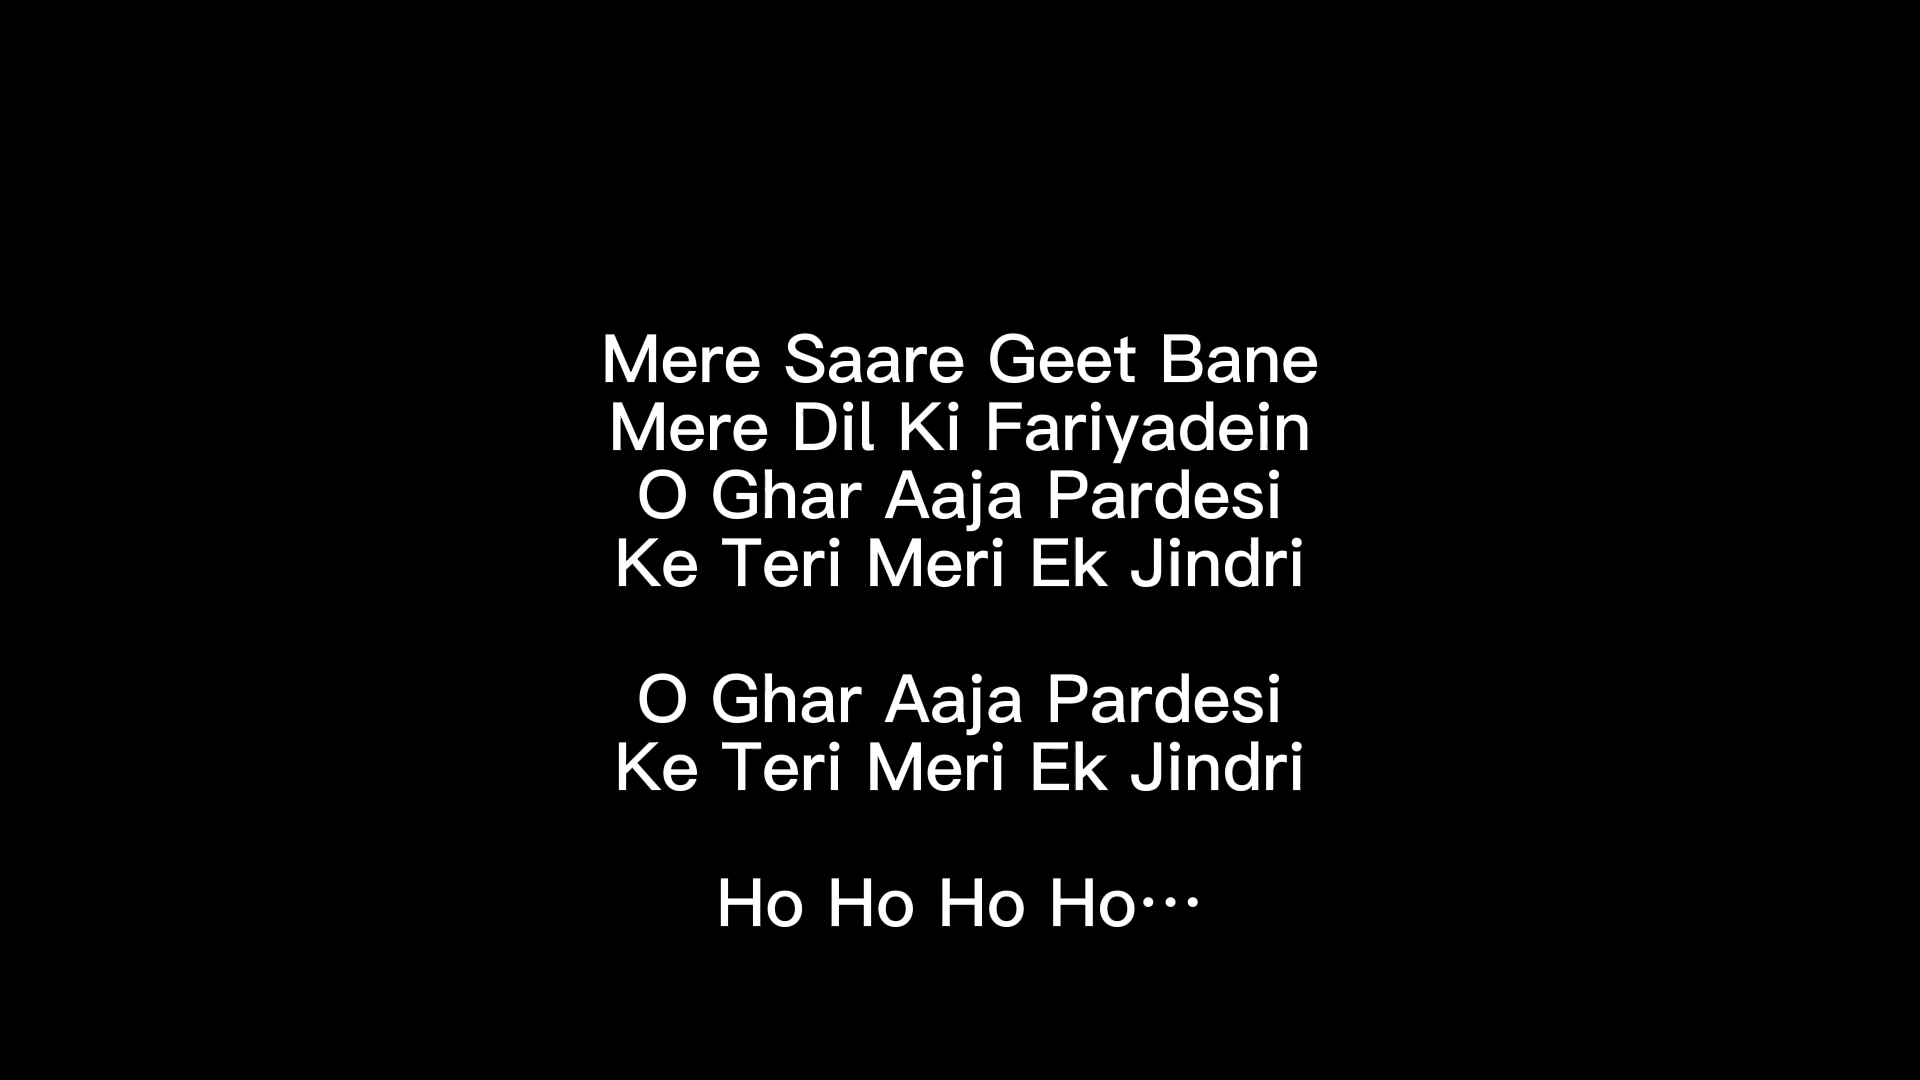 Mere Saare Geet Bane
Mere Dil Ki Fariyadein
O Ghar Aaja Pardesi
Ke Teri Meri Ek Jindri
O Ghar Aaja Pardesi
Ke Teri Meri Ek Jindri
Ho Ho Ho Ho⋯